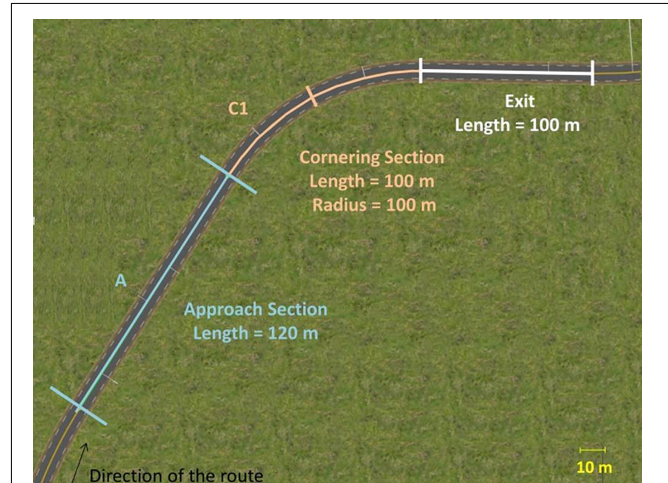 C1
Exit
Length = 100 m
Cornering Section
Length = 100 m
Radius = 100 m
A
Approach Section
Length = 120 m
10 m
Direction of the route